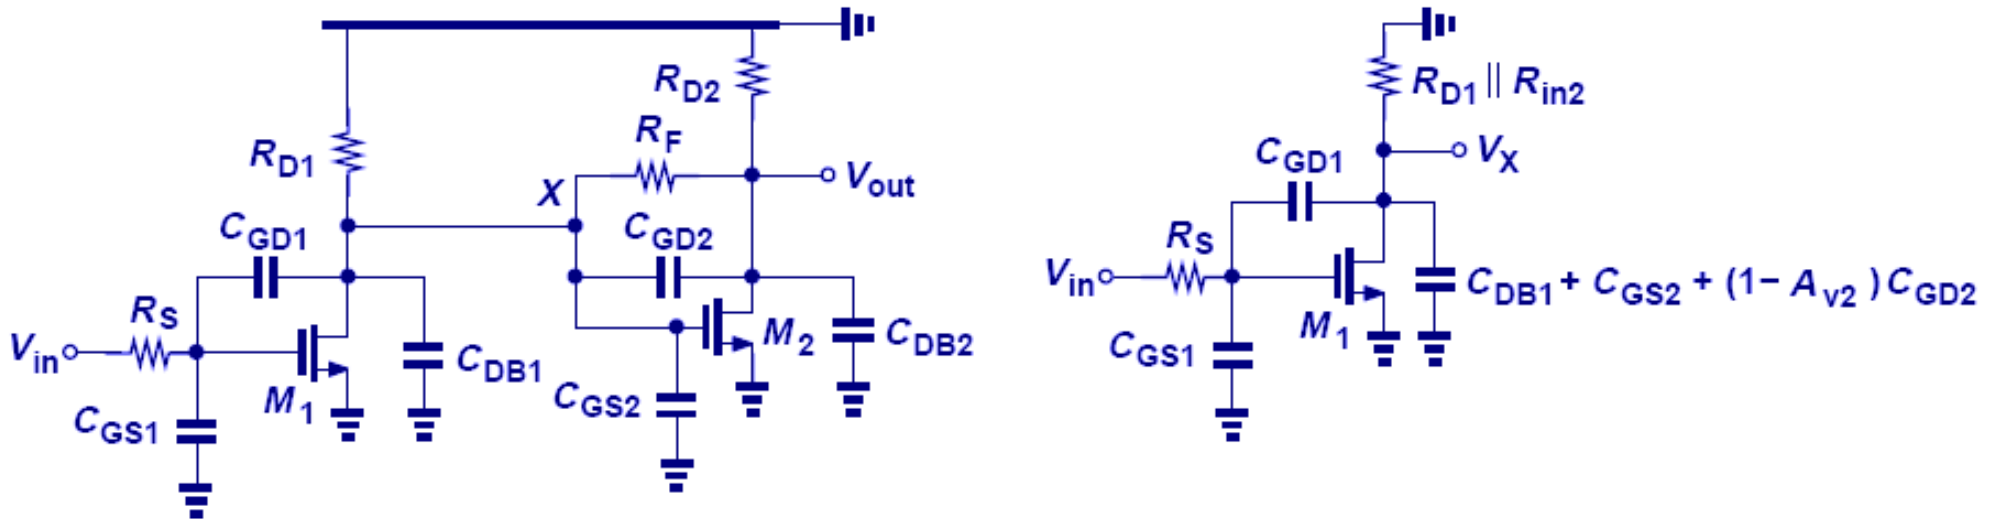 R_D2
R_F
R_D1
X
V_out
C_GD1
C_GD2
R_S
V_in
M_1
C_DB1
M_2
C_DB2
C_GS2
C_GS1
R_D1 || R_in2
C_GD1
V_X
R_S
V_in
C_DB1 + C_GS2 + (1− A_v2) C_GD2
M_1
C_GS1